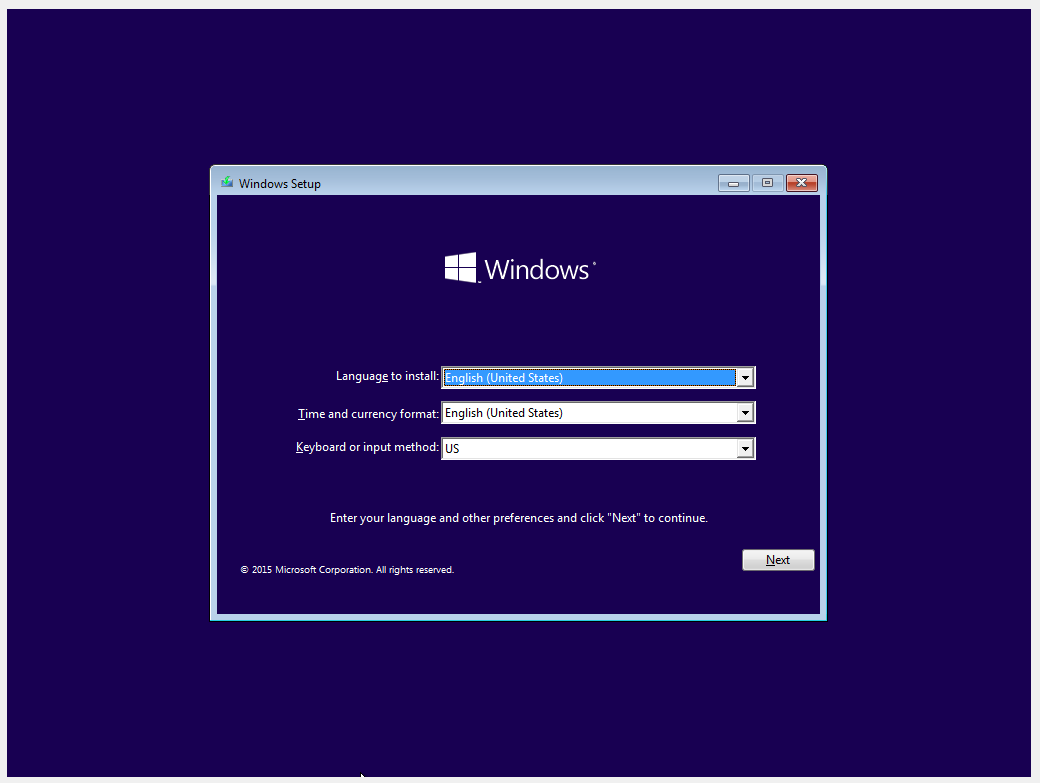 Windows Setup
Windows
Language to install: English (United States)
Time and currency format: English (United States)
Keyboard or input method: US
Enter your language and other preferences and click "Next" to continue.
Next
© 2015 Microsoft Corporation. All rights reserved.